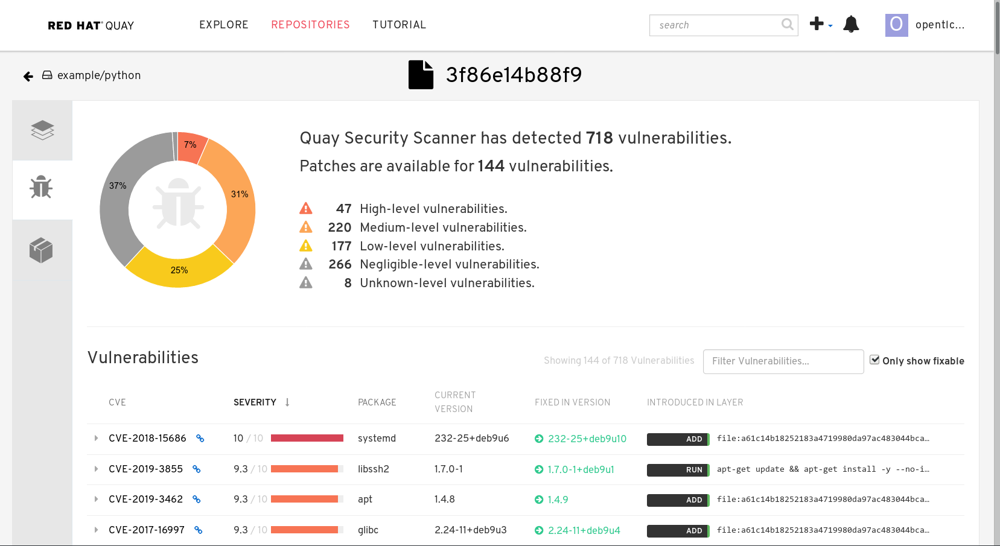 RED HAT QUAY EXPLORE REPOSITORIES TUTORIAL search O opentlc...
example/python 3f86e14b88f9
Quay Security Scanner has detected 718 vulnerabilities.
Patches are available for 144 vulnerabilities.
7%
31%
25%
37%
47 High-level vulnerabilities.
220 Medium-level vulnerabilities.
177 Low-level vulnerabilities.
266 Negligible-level vulnerabilities.
8 Unknown-level vulnerabilities.
Vulnerabilities Showing 144 of 718 Vulnerabilities Filter Vulnerabilities... Only show fixable
CVE SEVERITY ↓ PACKAGE CURRENT VERSION FIXED IN VERSION INTRODUCED IN LAYER
CVE-2018-15686 10 / 10 systemd 232-25+deb9u6 232-25+deb9u10 ADD file:a61c14b18252183a4719980da97ac483044bca…
CVE-2019-3855 9.3 / 10 libssh2 1.7.0-1 1.7.0-1+deb9u1 RUN apt-get update && apt-get install -y --no-i…
CVE-2019-3462 9.3 / 10 apt 1.4.8 1.4.9 ADD file:a61c14b18252183a4719980da97ac483044bca…
CVE-2017-16997 9.3 / 10 glibc 2.24-11+deb9u3 2.24-11+deb9u4 ADD file:a61c14b18252183a4719980da97ac483044bca…